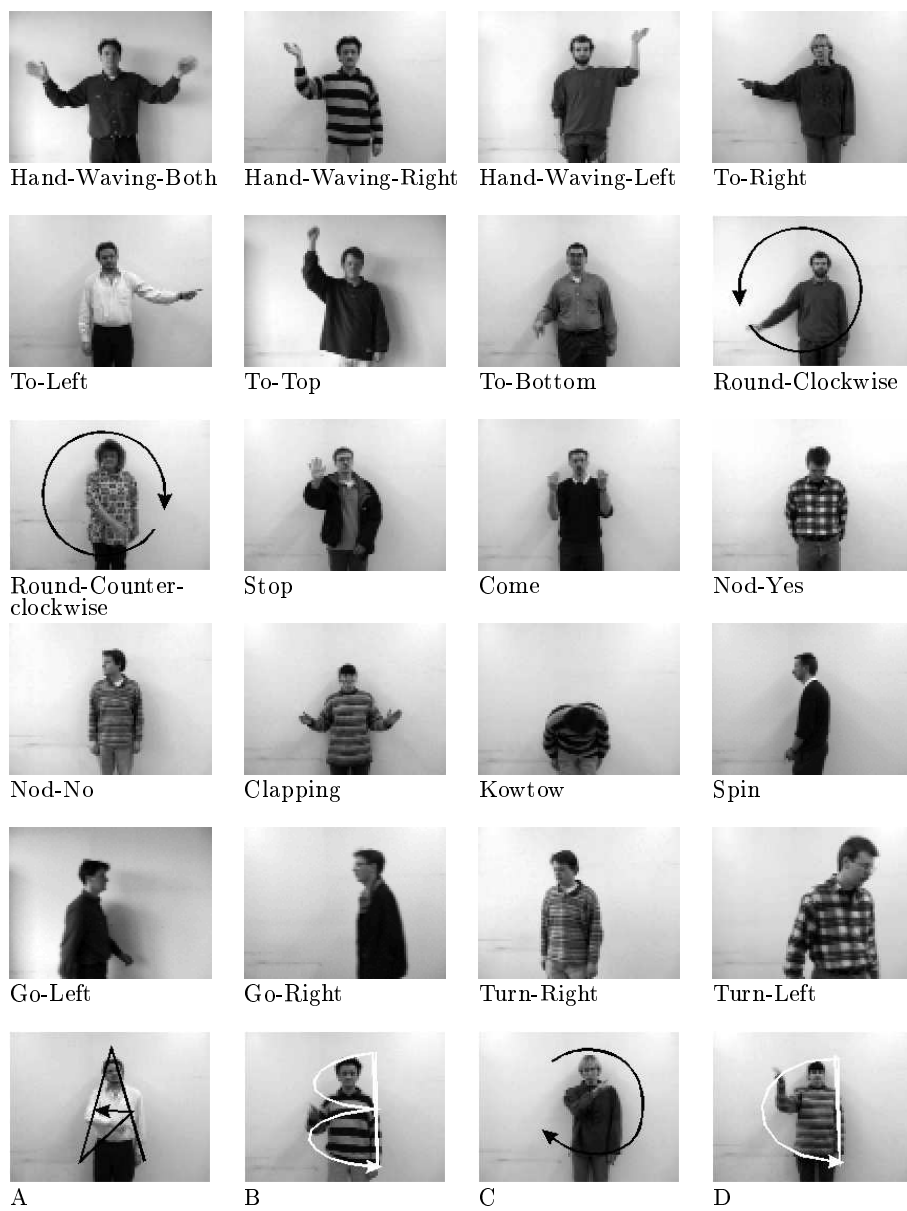 Hand-Waving-Both
Hand-Waving-Right
Hand-Waving-Left
To-Right
To-Left
To-Top
To-Bottom
Round-Clockwise
Round-Counter-
clockwise
Stop
Come
Nod-Yes
Nod-No
Clapping
Kowtow
Spin
Go-Left
Go-Right
Turn-Right
Turn-Left
A
B
C
D